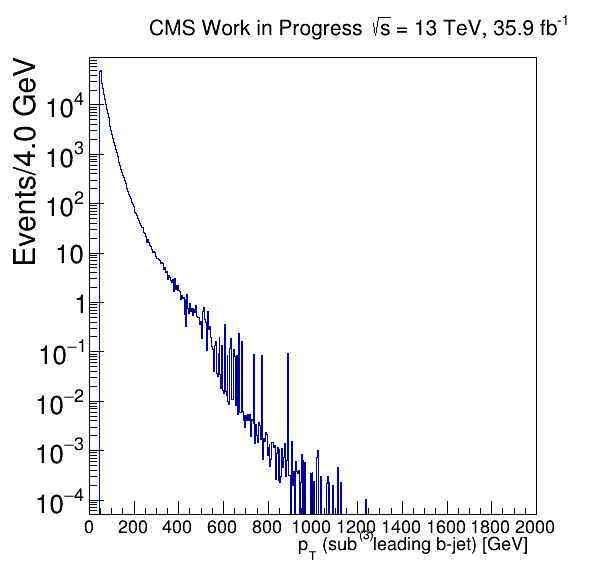 CMS Work in Progress √s = 13 TeV, 35.9 fb⁻¹
Events/4.0 GeV
10⁴
10³
10²
10
1
10⁻¹
10⁻²
10⁻³
10⁻⁴
0 200 400 600 800 1000 1200 1400 1600 1800 2000
p_T (sub⁽³⁾leading b-jet) [GeV]